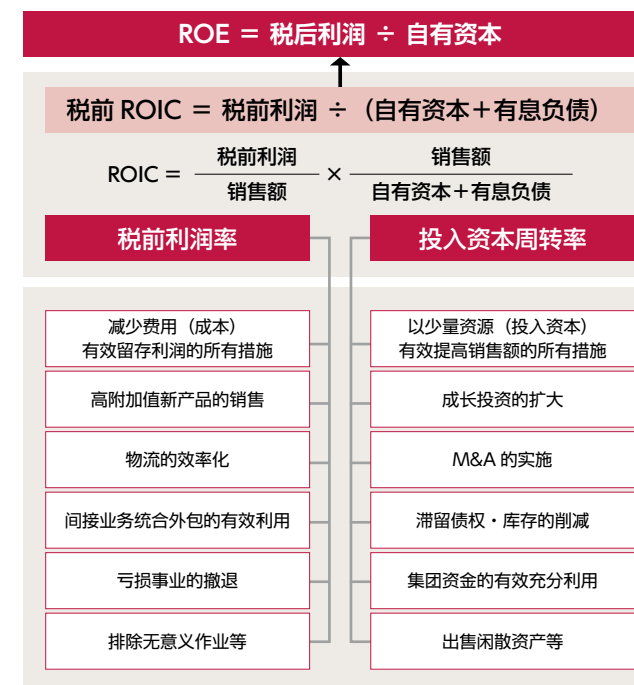 ROE = 税后利润 ÷ 自有资本
税前 ROIC = 税前利润 ÷ (自有资本+有息负债)
ROIC = 税前利润 / 销售额 × 销售额 / 自有资本+有息负债
税前利润率
投入资本周转率
减少费用(成本)
有效留存利润的所有措施
高附加值新产品的销售
物流的效率化
间接业务统合外包的有效利用
亏损事业的撤退
排除无意义作业等
以少量资源(投入资本)
有效提高销售额的所有措施
成长投资的扩大
M&A 的实施
滞留债权・库存的削减
集团资金的有效充分利用
出售闲散资产等